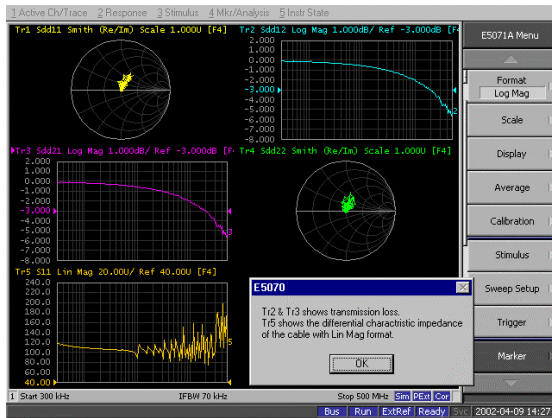 1 Active Ch/Trace 2 Response 3 Stimulus 4 Mkr/Analysis 5 Instr State
Tr1 Sdd11 Smith (Re/Im) Scale 1.000U [F4]
Tr2 Sdd12 Log Mag 1.000dB/ Ref -3.000dB [F4]
2.000
1.000
0.000
-1.000
-2.000
-3.000
-4.000
-5.000
-6.000
-7.000
-8.000
2
Tr3 Sdd21 Log Mag 1.000dB/ Ref -3.000dB [F4
Tr4 Sdd22 Smith (Re/Im) Scale 1.000U [F4]
2.000
1.000
0.000
-1.000
-2.000
-3.000
-4.000
-5.000
-6.000
-7.000
-8.000
3
Tr5 S11 Lin Mag 20.00U/ Ref 40.00U [F4]
240.0
220.0
200.0
180.0
160.0
140.0
120.0
100.0
80.00
60.00
40.00
5
E5070
Tr2 & Tr3 shows transmission loss.
Tr5 shows the differential charactristic impedance
of the cable with Lin Mag format.
OK
1 Start 300 kHz IFBW 70 kHz Stop 500 MHz Sim PExt Cor
E5071A Menu
Format
Log Mag
Scale
Display
Average
Calibration
Stimulus
Sweep Setup
Trigger
Marker
Bus Run ExtRef Ready Svc 2002-04-09 14:27